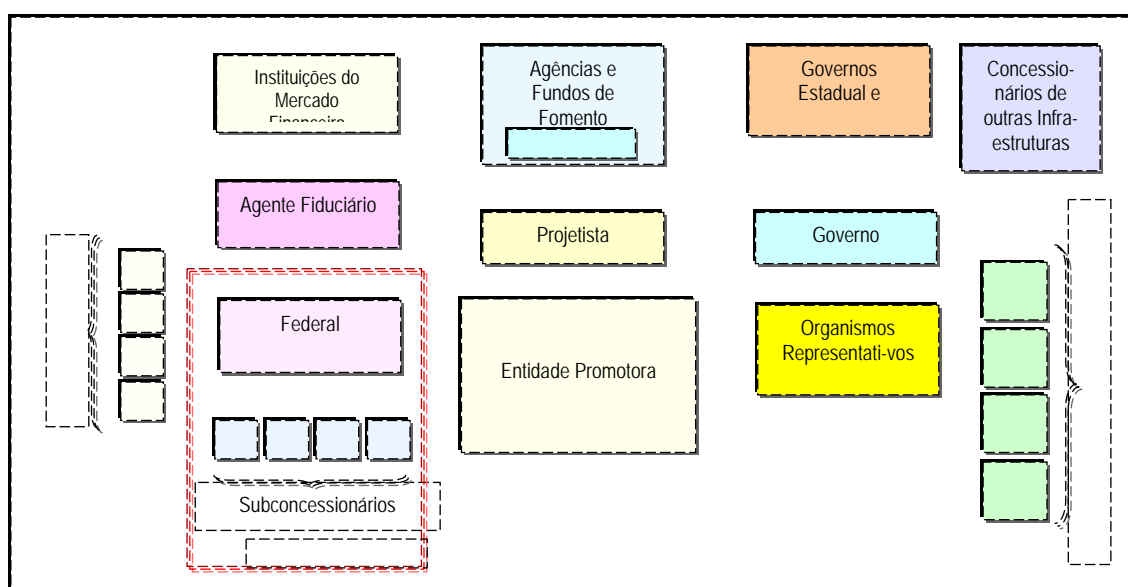 Instituições do
Mercado
Financeiro
Agências e
Fundos de
Fomento
Governos
Estadual e
Concessio-
nários de
outras Infra-
estruturas
Agente Fiduciário
Projetista
Governo
Federal
Entidade Promotora
Organismos
Representati-vos
Subconcessionários